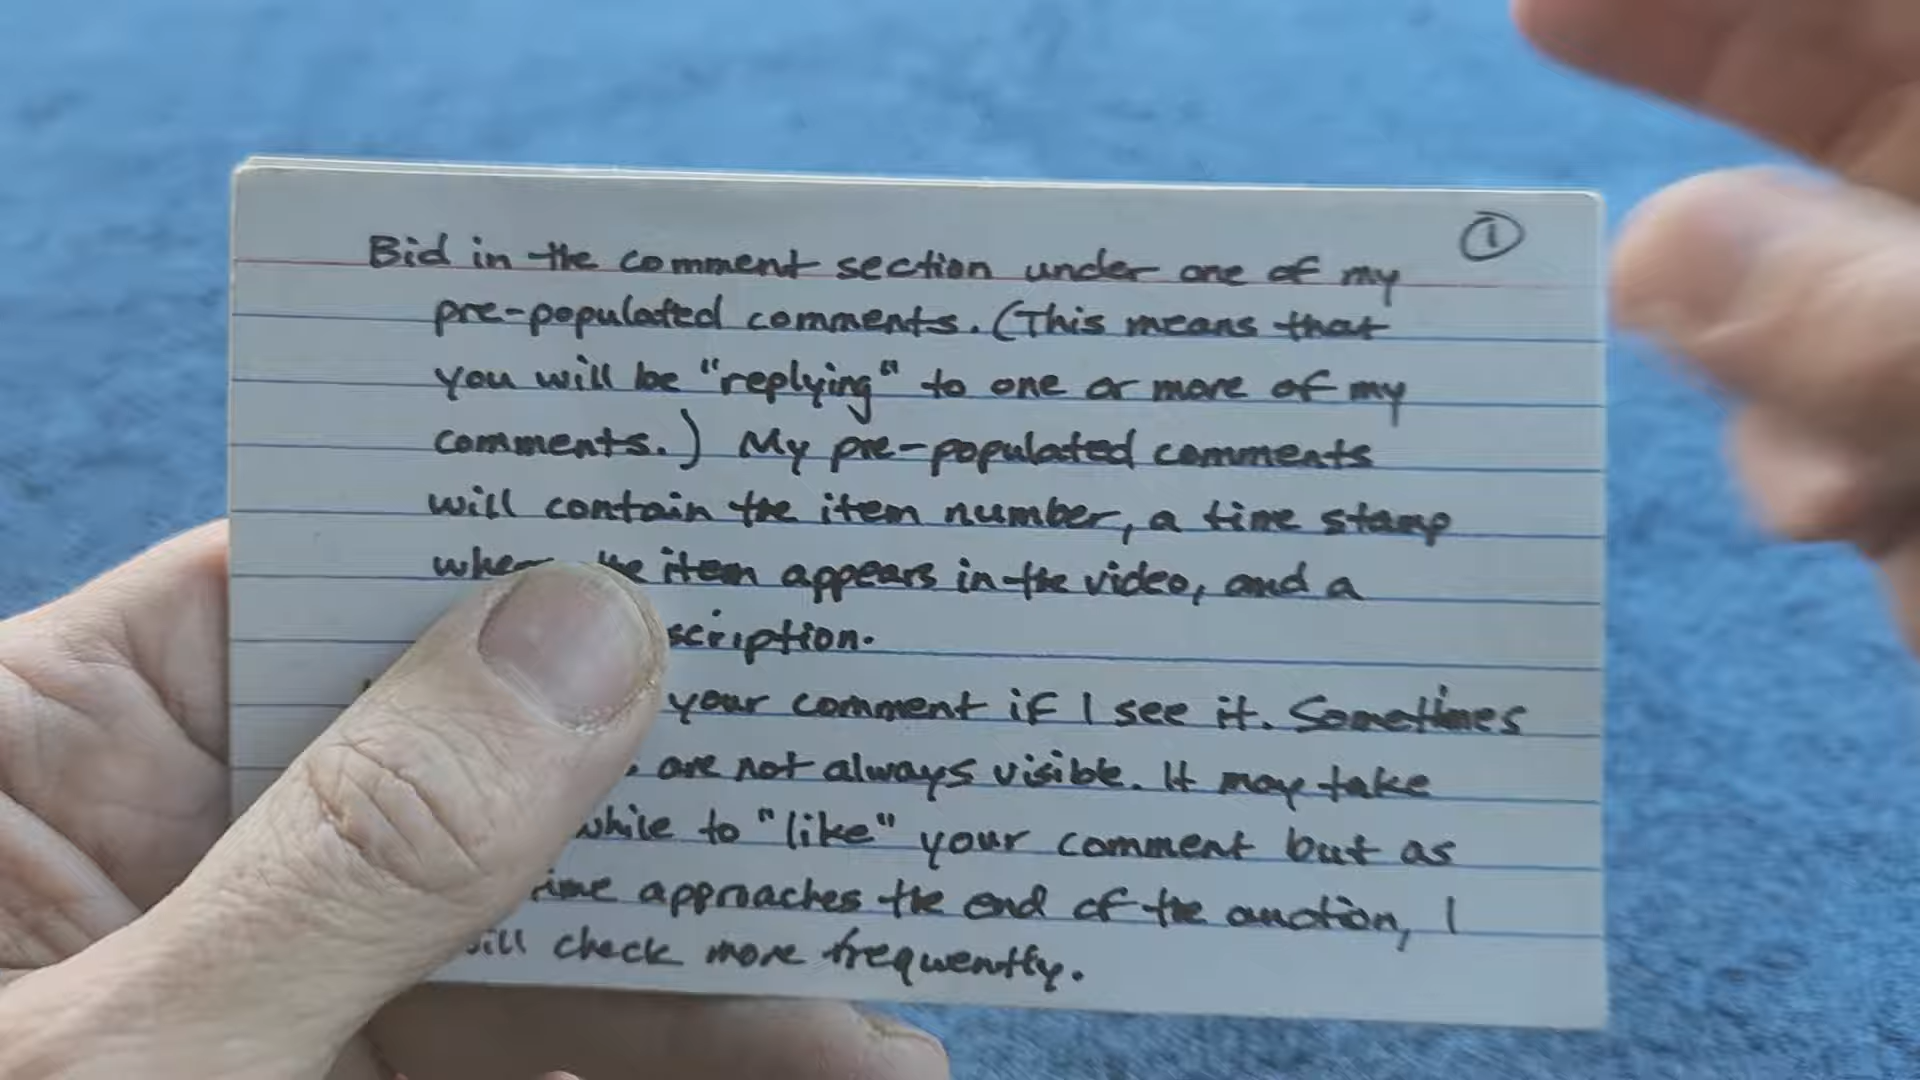 1
Bid in the comment section under one of my
pre-populated comments. (This means that
you will be "replying" to one or more of my
comments.) My pre-populated comments
will contain the item number, a time stamp
the item appears in the video, and a
scription.
your comment if I see it. Sometimes
are not always visible. It may take
while to "like" your comment but as
time approaches the end of the auction, I
will check more frequently.